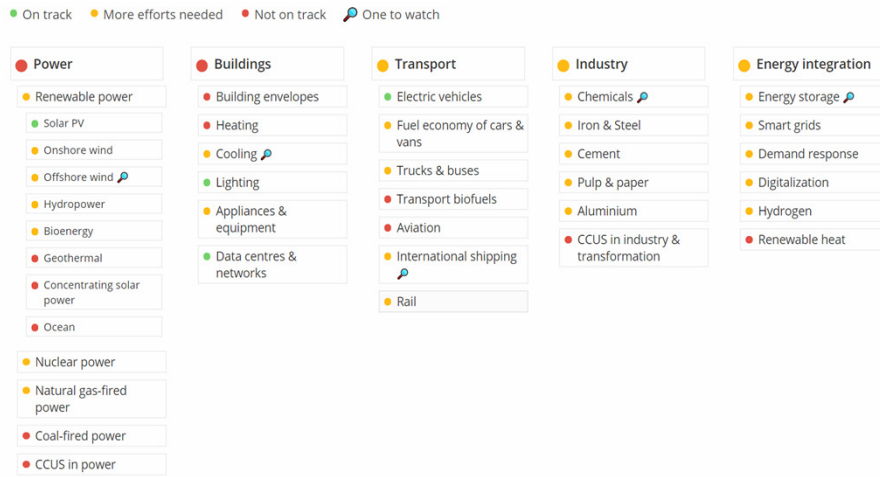 On track
More efforts needed
Not on track
One to watch
Power
Renewable power
Solar PV
Onshore wind
Offshore wind
Hydropower
Bioenergy
Geothermal
Concentrating solar
power
Ocean
Nuclear power
Natural gas-fired
power
Coal-fired power
CCUS in power
Buildings
Building envelopes
Heating
Cooling
Lighting
Appliances &
equipment
Data centres &
networks
Transport
Electric vehicles
Fuel economy of cars &
vans
Trucks & buses
Transport biofuels
Aviation
International shipping
Rail
Industry
Chemicals
Iron & Steel
Cement
Pulp & paper
Aluminium
CCUS in industry &
transformation
Energy integration
Energy storage
Smart grids
Demand response
Digitalization
Hydrogen
Renewable heat